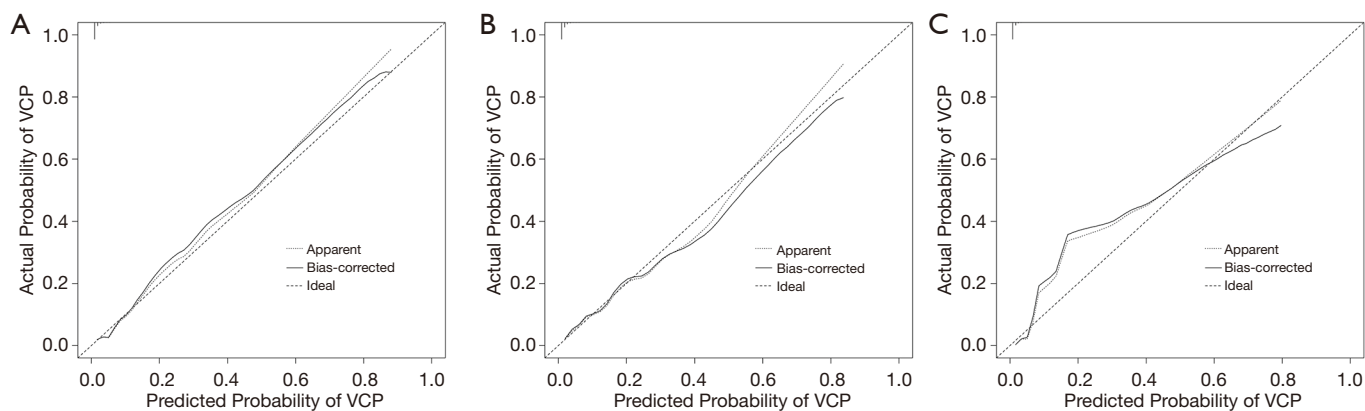 A
Actual Probability of VCP
1.0
0.8
0.6
0.4
0.2
0.0
Apparent
Bias-corrected
Ideal
0.0 0.2 0.4 0.6 0.8 1.0
Predicted Probability of VCP
B
Actual Probability of VCP
1.0
0.8
0.6
0.4
0.2
0.0
Apparent
Bias-corrected
Ideal
0.0 0.2 0.4 0.6 0.8 1.0
Predicted Probability of VCP
C
Actual Probability of VCP
1.0
0.8
0.6
0.4
0.2
0.0
Apparent
Bias-corrected
Ideal
0.0 0.2 0.4 0.6 0.8 1.0
Predicted Probability of VCP